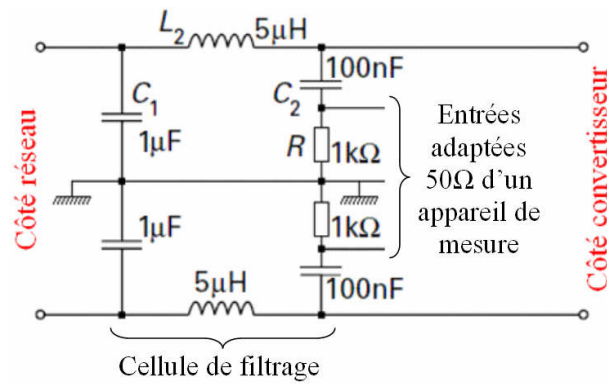 L2 5µH
100nF
C1
C2
1µF
R 1kΩ
Entrées
adaptées
50Ω d'un
appareil de
mesure
Côté réseau
Côté convertisseur
1µF
1kΩ
5µH
100nF
Cellule de filtrage